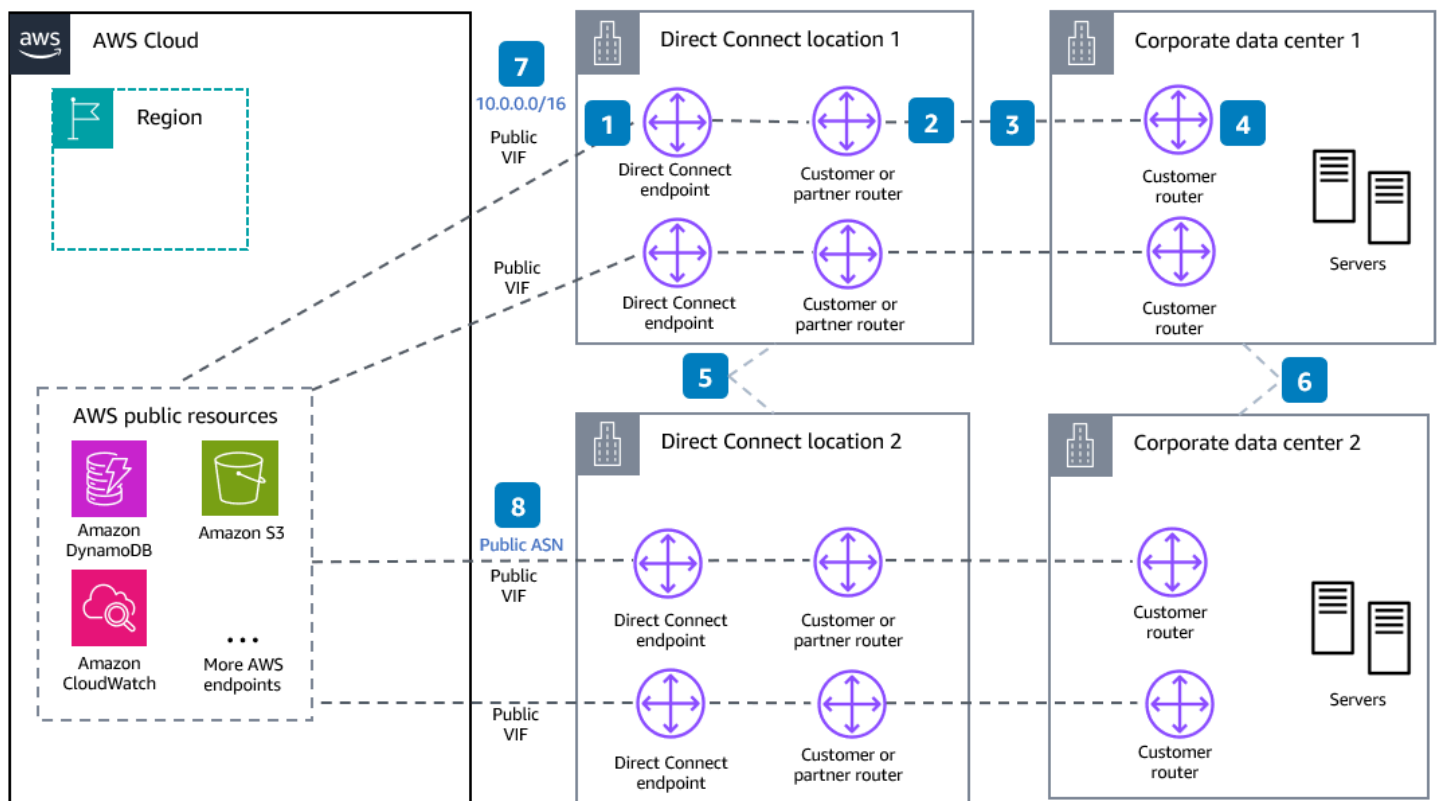 aws
AWS Cloud
Region
7
10.0.0.0/16
Public
VIF
Direct Connect location 1
1
Direct Connect
endpoint
Customer or
partner router
2
3
Corporate data center 1
4
Customer
router
Servers
Public
VIF
Direct Connect
endpoint
Customer or
partner router
Customer
router
5
6
AWS public resources
Amazon
DynamoDB
Amazon S3
Amazon
CloudWatch
...
More AWS
endpoints
8
Public ASN
Public
VIF
Direct Connect location 2
Direct Connect
endpoint
Customer or
partner router
Corporate data center 2
Customer
router
Servers
Public
VIF
Direct Connect
endpoint
Customer or
partner router
Customer
router